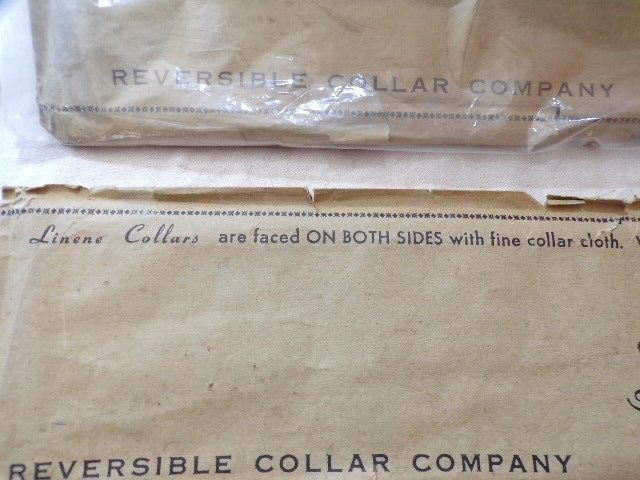 REVERSIBLE COLLAR COMPANY
Linene Collars are faced ON BOTH SIDES with fine collar cloth.
REVERSIBLE COLLAR COMPANY